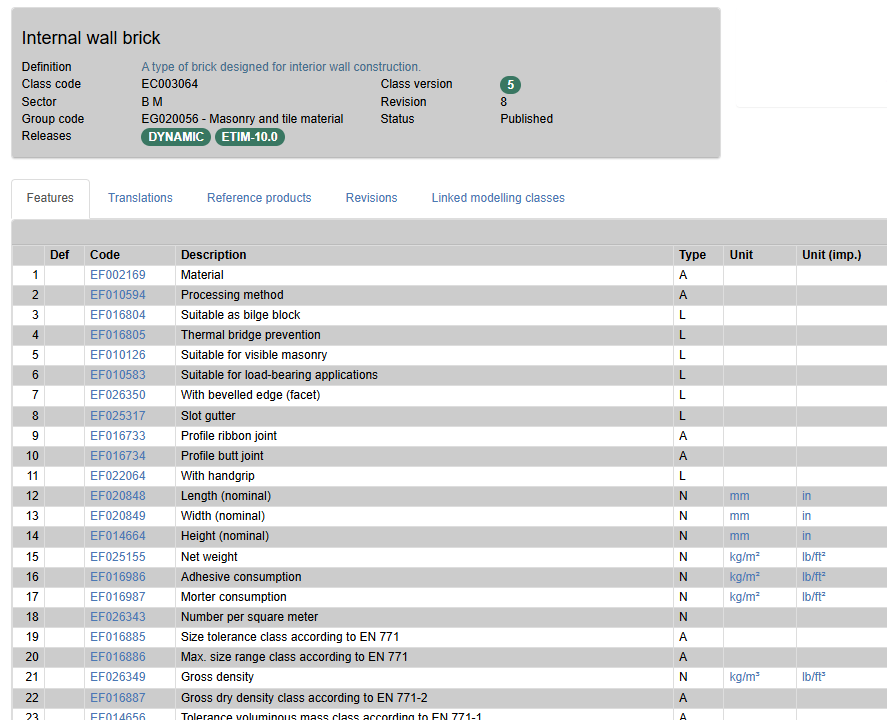 Internal wall brick
Definition A type of brick designed for interior wall construction.
Class code EC003064 Class version 5
Sector B M Revision 8
Group code EG020056 - Masonry and tile material Status Published
Releases DYNAMIC ETIM-10.0
Features Translations Reference products Revisions Linked modelling classes
Def Code Description Type Unit Unit (imp.)
1 EF002169 Material A
2 EF010594 Processing method A
3 EF016804 Suitable as bilge block L
4 EF016805 Thermal bridge prevention L
5 EF010126 Suitable for visible masonry L
6 EF010583 Suitable for load-bearing applications L
7 EF026350 With bevelled edge (facet) L
8 EF025317 Slot gutter L
9 EF016733 Profile ribbon joint A
10 EF016734 Profile butt joint A
11 EF022064 With handgrip L
12 EF020848 Length (nominal) N mm in
13 EF020849 Width (nominal) N mm in
14 EF014664 Height (nominal) N mm in
15 EF025155 Net weight N kg/m² lb/ft²
16 EF016986 Adhesive consumption N kg/m² lb/ft²
17 EF016987 Morter consumption N kg/m² lb/ft²
18 EF026343 Number per square meter N
19 EF016885 Size tolerance class according to EN 771 A
20 EF016886 Max. size range class according to EN 771 A
21 EF026349 Gross density N kg/m³ lb/ft³
22 EF016887 Gross dry density class according to EN 771-2 A
23 EF014656 Tolerance voluminous mass class according to EN 771-1 A